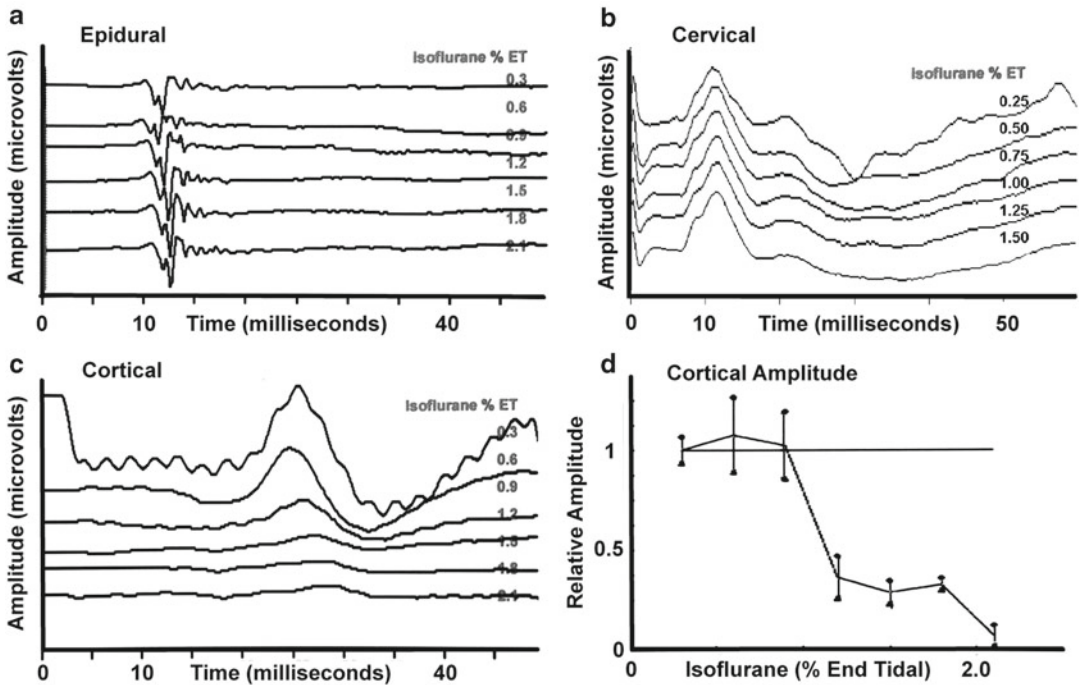 a
Epidural
Amplitude (microvolts)
Isoflurane % ET
0.3
0.6
0.9
1.2
1.5
1.8
2.1
0
10
Time (milliseconds)
40
b
Cervical
Amplitude (microvolts)
Isoflurane % ET
0.25
0.50
0.75
1.00
1.25
1.50
0
10
Time (milliseconds)
50
c
Cortical
Amplitude (microvolts)
Isoflurane % ET
0.3
0.6
0.9
1.2
1.5
1.8
2.1
0
10
Time (milliseconds)
40
d
Cortical Amplitude
Relative Amplitude
1
0.5
0
0
Isoflurane (% End Tidal)
2.0